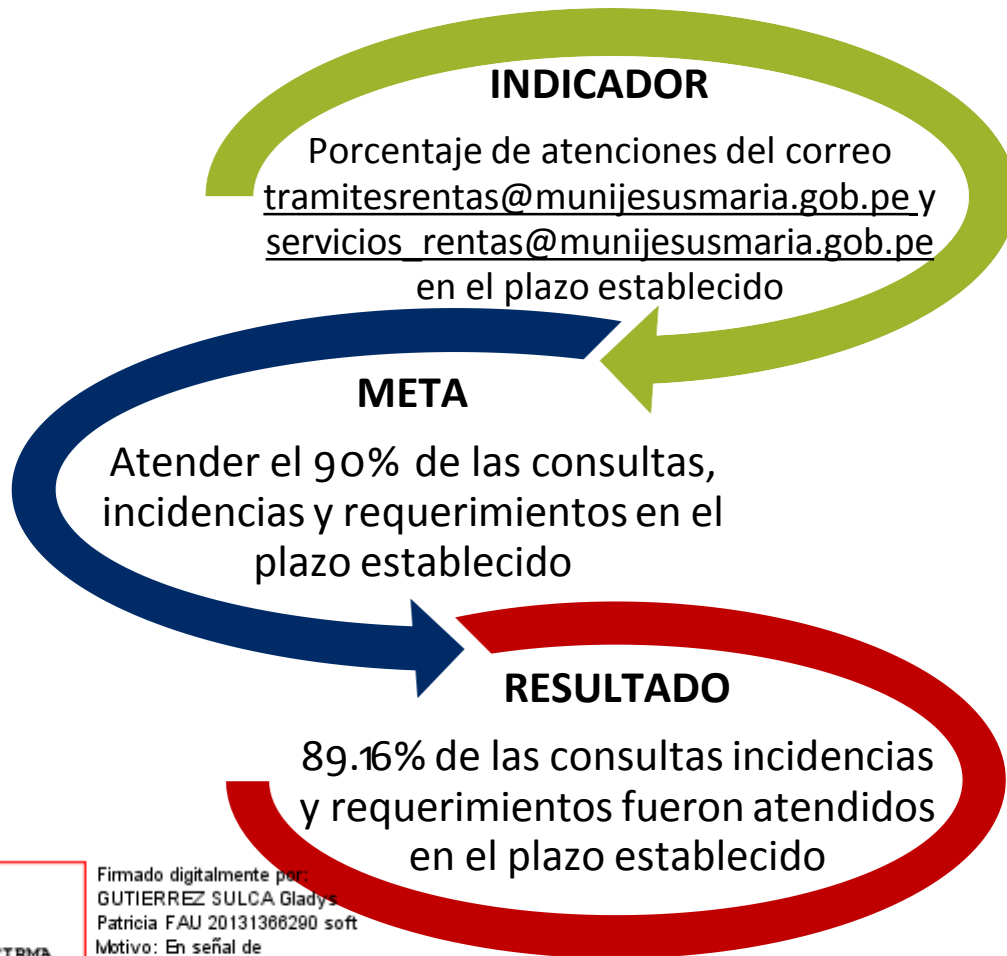 INDICADOR
Porcentaje de atenciones del correo
tramitesrentas@munijesusmaria.gob.pe y
servicios_rentas@munijesusmaria.gob.pe
en el plazo establecido
META
Atender el 90% de las consultas,
incidencias y requerimientos en el
plazo establecido
RESULTADO
89.16% de las consultas incidencias
y requerimientos fueron atendidos
en el plazo establecido
Firmado digitalmente por:
GUTIERREZ SULCA Gladys
Patricia FAU 20131366290 soft
Motivo: En señal de